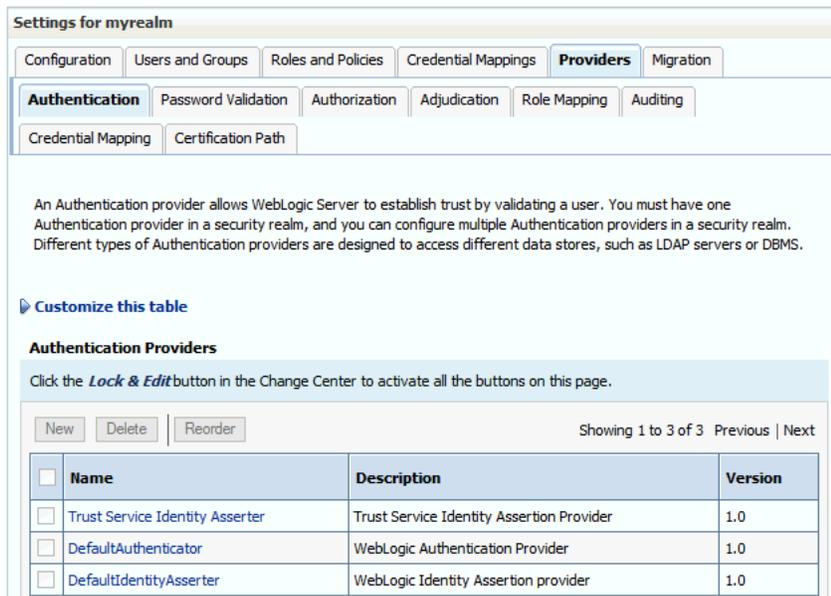 Settings for myrealm
Configuration Users and Groups Roles and Policies Credential Mappings Providers Migration
Authentication Password Validation Authorization Adjudication Role Mapping Auditing
Credential Mapping Certification Path
An Authentication provider allows WebLogic Server to establish trust by validating a user. You must have one
Authentication provider in a security realm, and you can configure multiple Authentication providers in a security realm.
Different types of Authentication providers are designed to access different data stores, such as LDAP servers or DBMS.
Customize this table
Authentication Providers
Click the Lock & Edit button in the Change Center to activate all the buttons on this page.
New Delete Reorder Showing 1 to 3 of 3 Previous | Next
Name Description Version
Trust Service Identity Asserter Trust Service Identity Assertion Provider 1.0
DefaultAuthenticator WebLogic Authentication Provider 1.0
DefaultIdentityAsserter WebLogic Identity Assertion provider 1.0